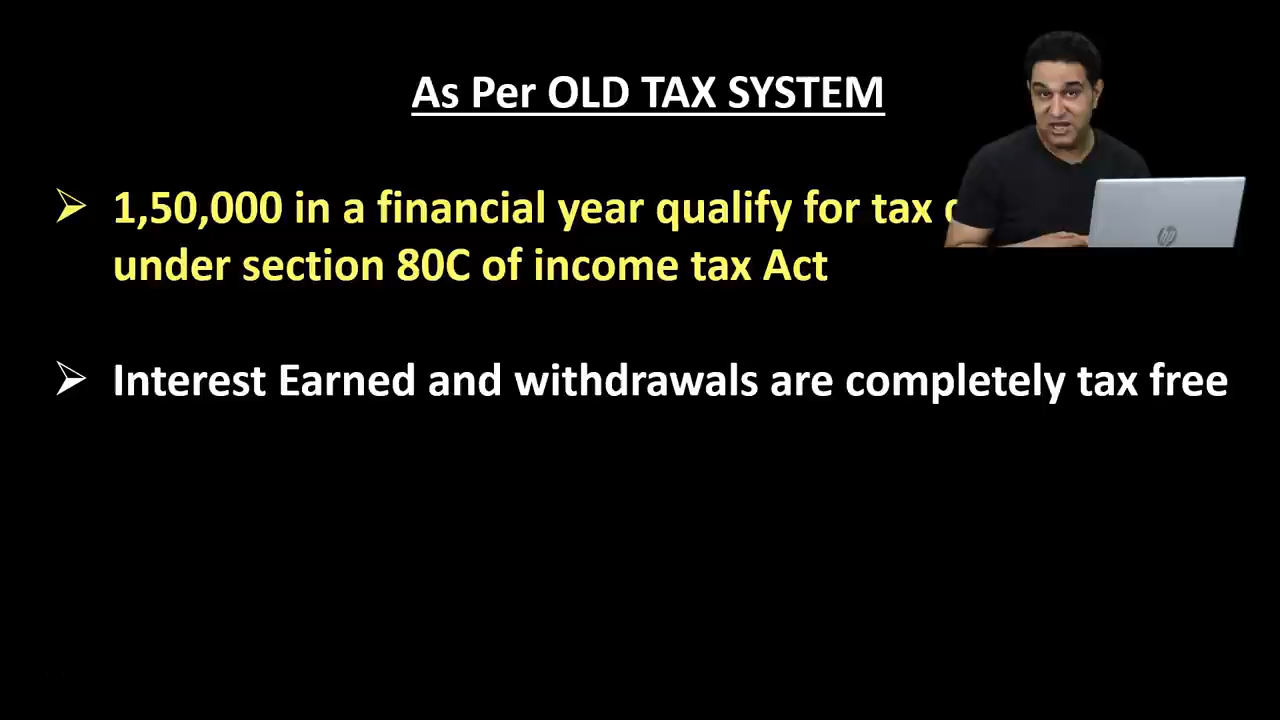 As Per OLD TAX SYSTEM
1,50,000 in a financial year qualify for tax
under section 80C of income tax Act
Interest Earned and withdrawals are completely tax free
hp